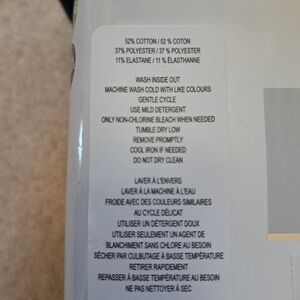 52% COTTON / 52 % COTON
37% POLYESTER / 37 % POLYESTER
11% ELASTANE / 11 % ÉLASTHANNE
WASH INSIDE OUT
MACHINE WASH COLD WITH LIKE COLOURS
GENTLE CYCLE
USE MILD DETERGENT
ONLY NON-CHLORINE BLEACH WHEN NEEDED
TUMBLE DRY LOW
REMOVE PROMPTLY
COOL IRON IF NEEDED
DO NOT DRY CLEAN
LAVER À L'ENVERS
LAVER À LA MACHINE À L'EAU
FROIDE AVEC DES COULEURS SIMILAIRES
AU CYCLE DÉLICAT
UTILISER UN DÉTERGENT DOUX
UTILISER SEULEMENT UN AGENT DE
BLANCHIMENT SANS CHLORE AU BESOIN
SÉCHER PAR CULBUTAGE À BASSE TEMPÉRATURE
RETIRER RAPIDEMENT
REPASSER À BASSE TEMPÉRATURE AU BESOIN
NE PAS NETTOYER À SEC